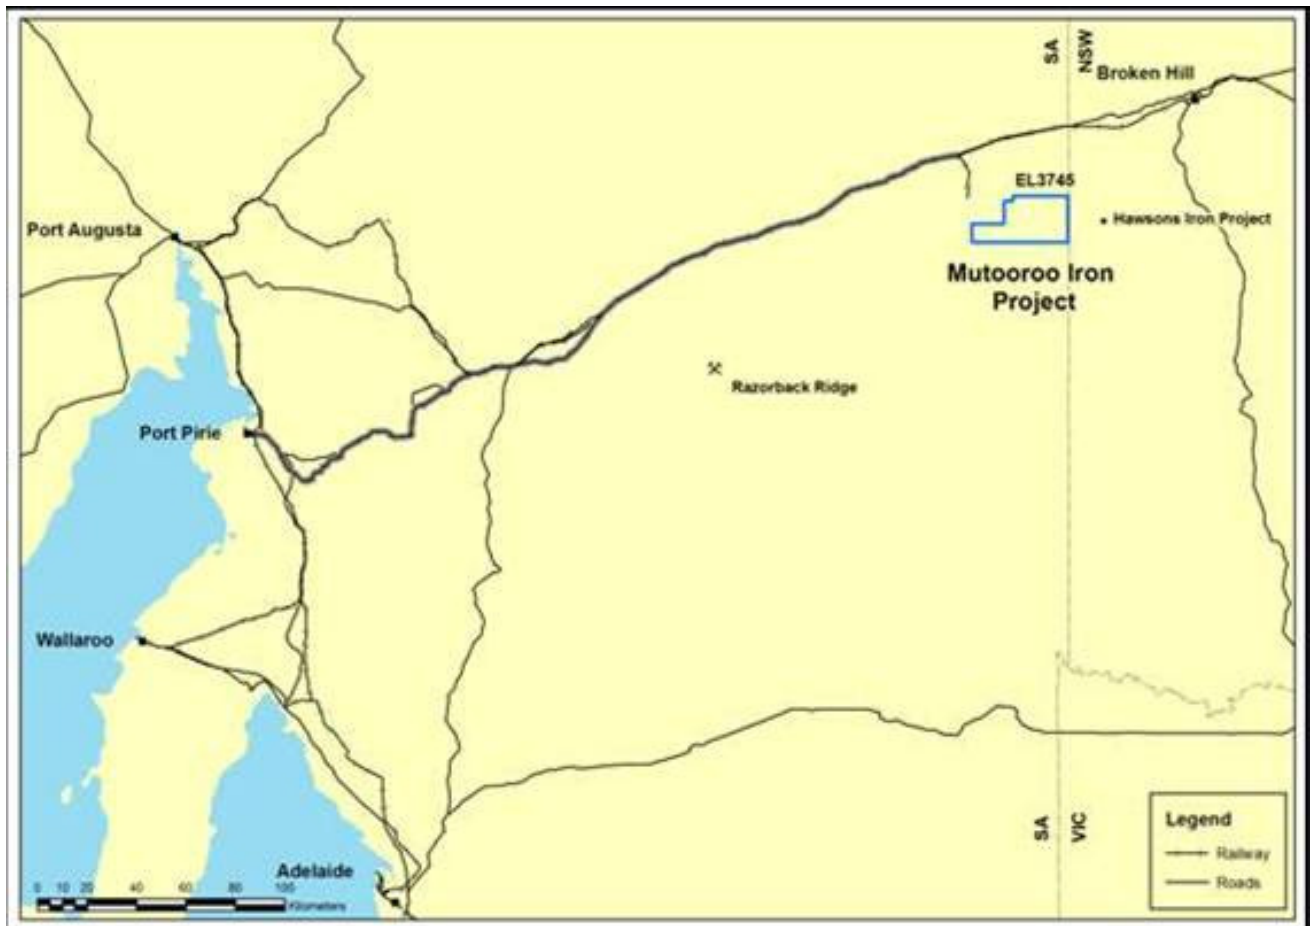 SA
NSW
Broken Hill
EL3745
Port Augusta
Hawsons Iron Project
Mutooroo Iron
Project
Razorback Ridge
Port Pirie
Wallaroo
SA
VIC
Legend
Railway
Roads
Adelaide
0 10 20 40 60 80 100
Kilometers